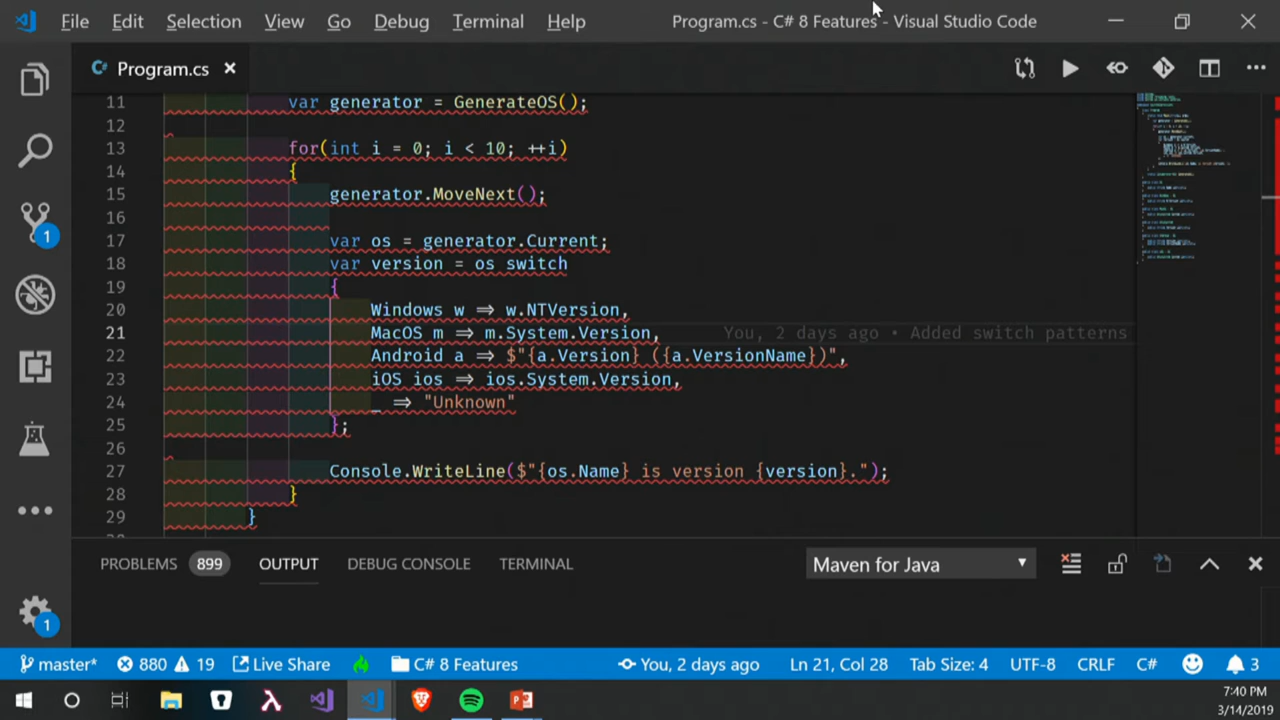 File Edit Selection View Go Debug Terminal Help Program.cs - C# 8 Features - Visual Studio Code
C# Program.cs
11 var generator = GenerateOS();
12
13 for(int i = 0; i < 10; ++i)
14 {
15 generator.MoveNext();
16
17 var os = generator.Current;
18 var version = os switch
19 {
20 Windows w => w.NTVersion,
21 MacOS m => m.System.Version, You, 2 days ago • Added switch patterns
22 Android a => $"{a.Version} ({a.VersionName})",
23 iOS ios => ios.System.Version,
24 _ => "Unknown"
25 };
26
27 Console.WriteLine($"{os.Name} is version {version}.");
28 }
29 }
1
1
PROBLEMS 899 OUTPUT DEBUG CONSOLE TERMINAL Maven for Java
master* 880 19 Live Share C# 8 Features You, 2 days ago Ln 21, Col 28 Tab Size: 4 UTF-8 CRLF C# 3
7:40 PM
3/14/2019